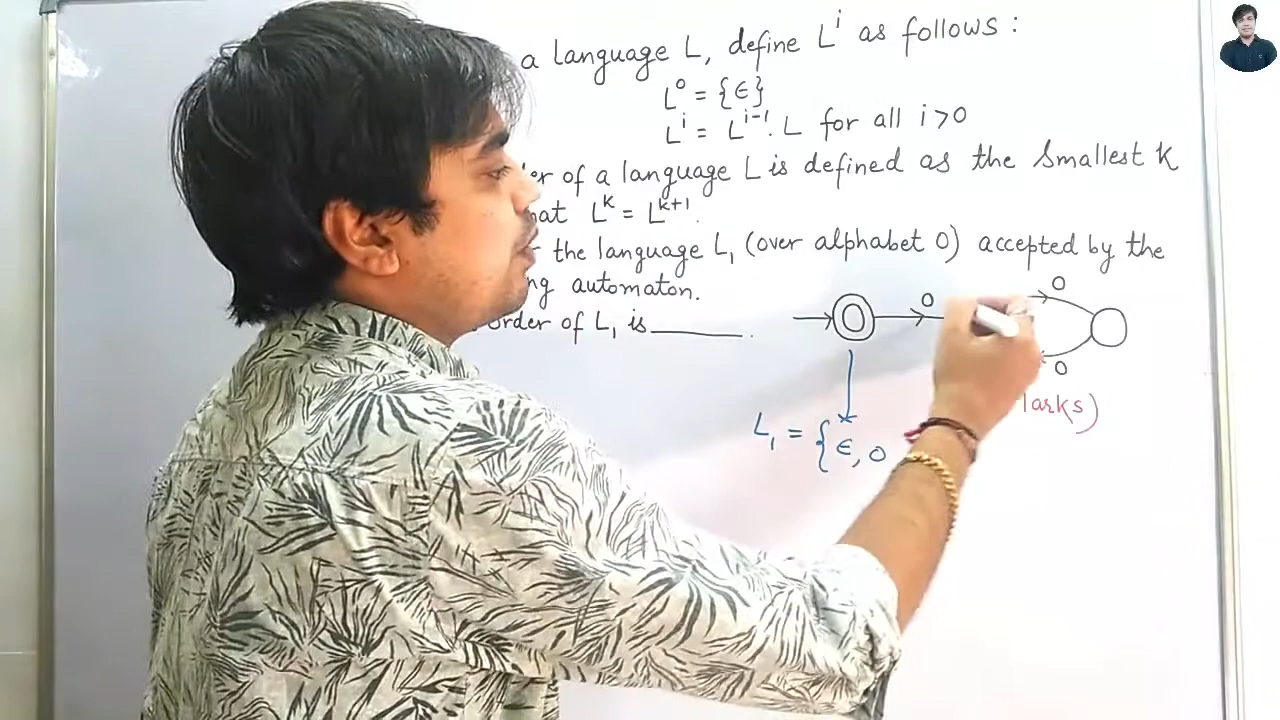 a language L, define L^i as follows :
L^0 = {ϵ}
L^i = L^{i-1}. L for all i>0
of a language L is defined as the smallest K
L^K = L^{K+1}.
the language L₁ (over alphabet 0) accepted by the
automaton.
order of L₁ is ______.
0
0
0
L₁ = {ϵ, 0